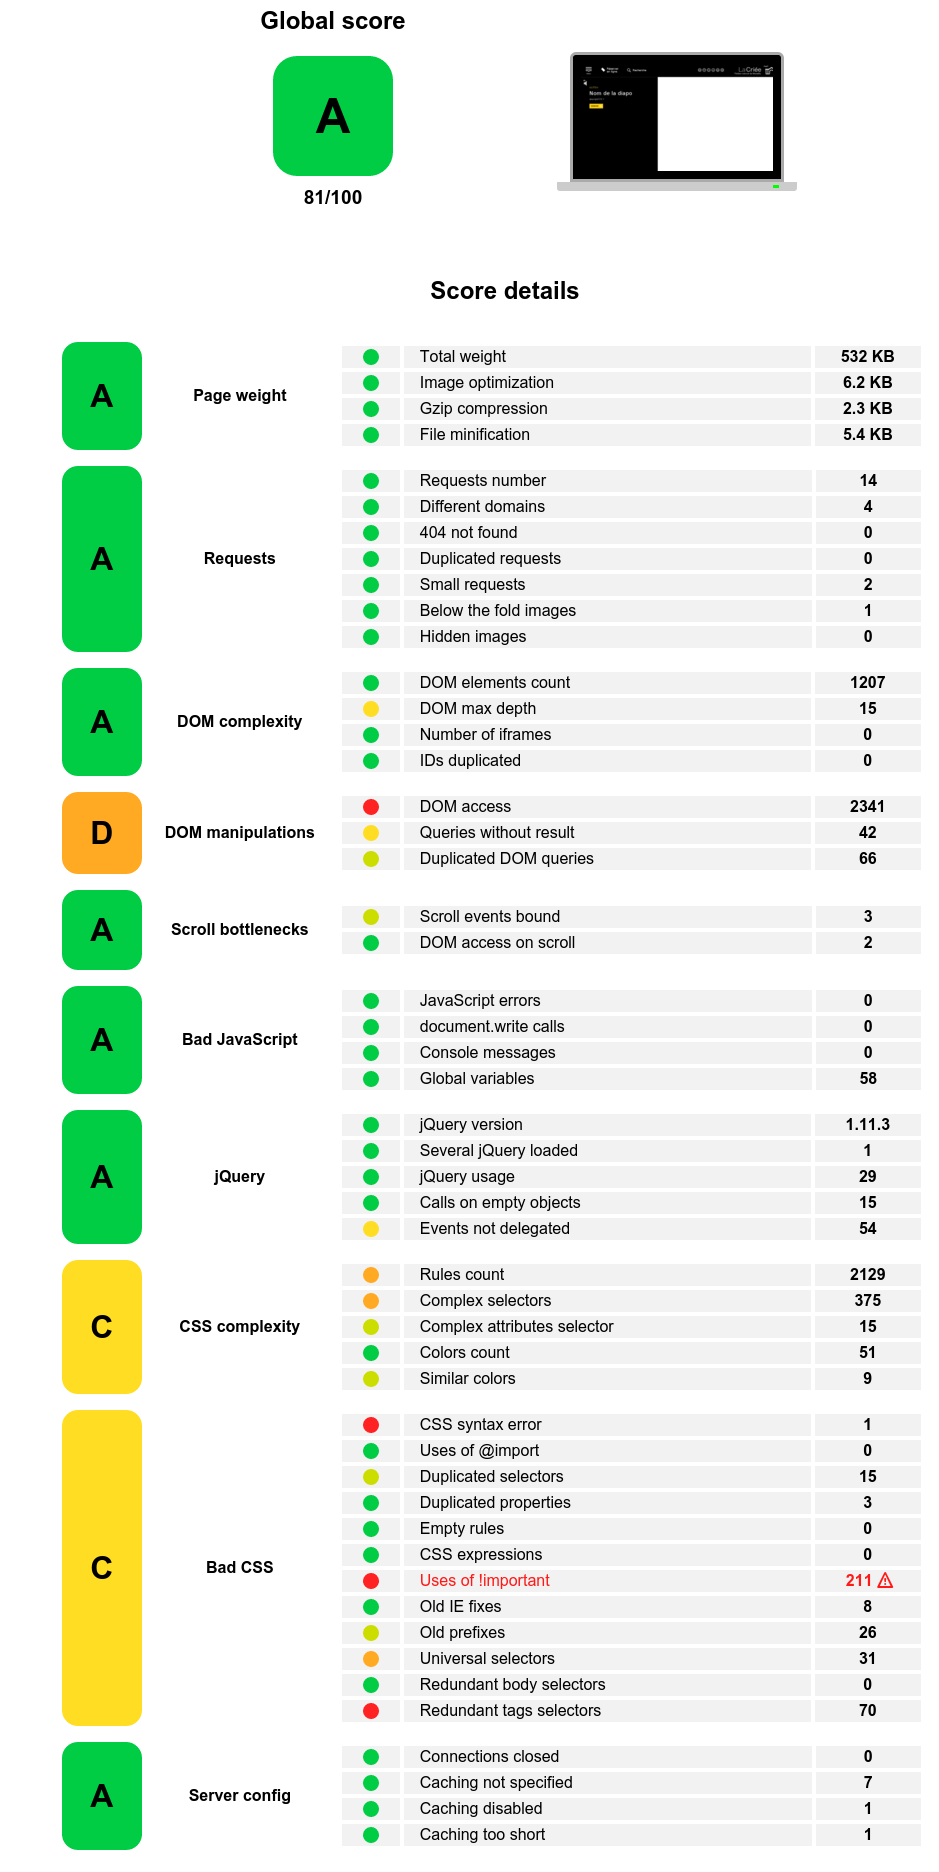 Global score
A
81/100
LaCriée
Nom de la diapo
Score details
A
Page weight
Total weight 532 KB
Image optimization 6.2 KB
Gzip compression 2.3 KB
File minification 5.4 KB
A
Requests
Requests number 14
Different domains 4
404 not found 0
Duplicated requests 0
Small requests 2
Below the fold images 1
Hidden images 0
A
DOM complexity
DOM elements count 1207
DOM max depth 15
Number of iframes 0
IDs duplicated 0
D
DOM manipulations
DOM access 2341
Queries without result 42
Duplicated DOM queries 66
A
Scroll bottlenecks
Scroll events bound 3
DOM access on scroll 2
A
Bad JavaScript
JavaScript errors 0
document.write calls 0
Console messages 0
Global variables 58
A
jQuery
jQuery version 1.11.3
Several jQuery loaded 1
jQuery usage 29
Calls on empty objects 15
Events not delegated 54
C
CSS complexity
Rules count 2129
Complex selectors 375
Complex attributes selector 15
Colors count 51
Similar colors 9
C
Bad CSS
CSS syntax error 1
Uses of @import 0
Duplicated selectors 15
Duplicated properties 3
Empty rules 0
CSS expressions 0
Uses of !important 211
Old IE fixes 8
Old prefixes 26
Universal selectors 31
Redundant body selectors 0
Redundant tags selectors 70
A
Server config
Connections closed 0
Caching not specified 7
Caching disabled 1
Caching too short 1